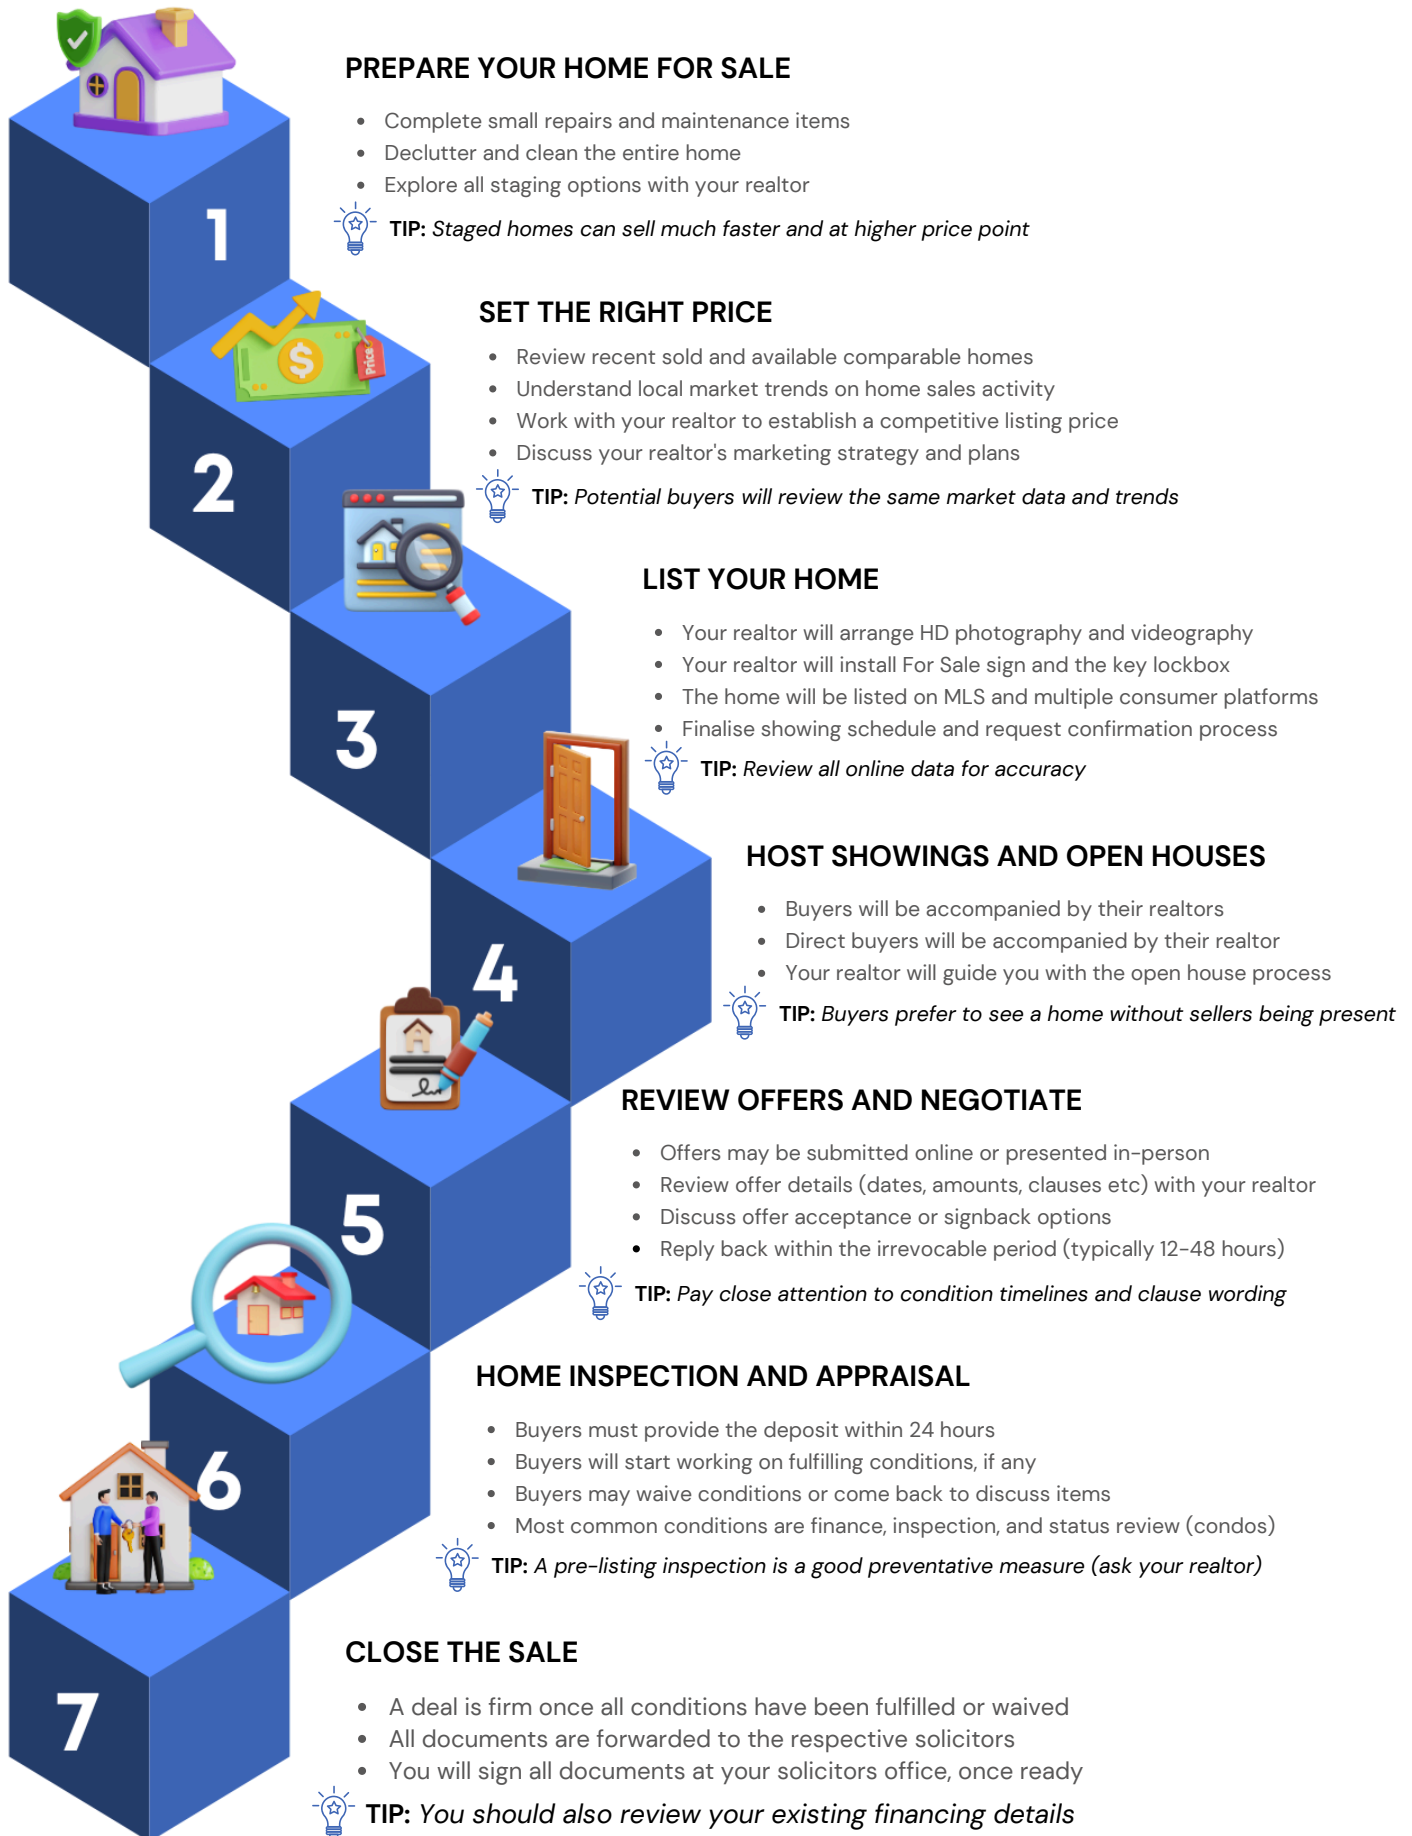 PREPARE YOUR HOME FOR SALE
• Complete small repairs and maintenance items
• Declutter and clean the entire home
• Explore all staging options with your realtor
TIP: Staged homes can sell much faster and at higher price point
1
SET THE RIGHT PRICE
• Review recent sold and available comparable homes
• Understand local market trends on home sales activity
• Work with your realtor to establish a competitive listing price
• Discuss your realtor's marketing strategy and plans
TIP: Potential buyers will review the same market data and trends
$
Price
2
LIST YOUR HOME
• Your realtor will arrange HD photography and videography
• Your realtor will install For Sale sign and the key lockbox
• The home will be listed on MLS and multiple consumer platforms
• Finalise showing schedule and request confirmation process
TIP: Review all online data for accuracy
3
HOST SHOWINGS AND OPEN HOUSES
• Buyers will be accompanied by their realtors
• Direct buyers will be accompanied by their realtor
• Your realtor will guide you with the open house process
TIP: Buyers prefer to see a home without sellers being present
4
REVIEW OFFERS AND NEGOTIATE
• Offers may be submitted online or presented in-person
• Review offer details (dates, amounts, clauses etc) with your realtor
• Discuss offer acceptance or signback options
• Reply back within the irrevocable period (typically 12-48 hours)
TIP: Pay close attention to condition timelines and clause wording
5
HOME INSPECTION AND APPRAISAL
• Buyers must provide the deposit within 24 hours
• Buyers will start working on fulfilling conditions, if any
• Buyers may waive conditions or come back to discuss items
• Most common conditions are finance, inspection, and status review (condos)
TIP: A pre-listing inspection is a good preventative measure (ask your realtor)
6
CLOSE THE SALE
• A deal is firm once all conditions have been fulfilled or waived
• All documents are forwarded to the respective solicitors
• You will sign all documents at your solicitors office, once ready
TIP: You should also review your existing financing details
7